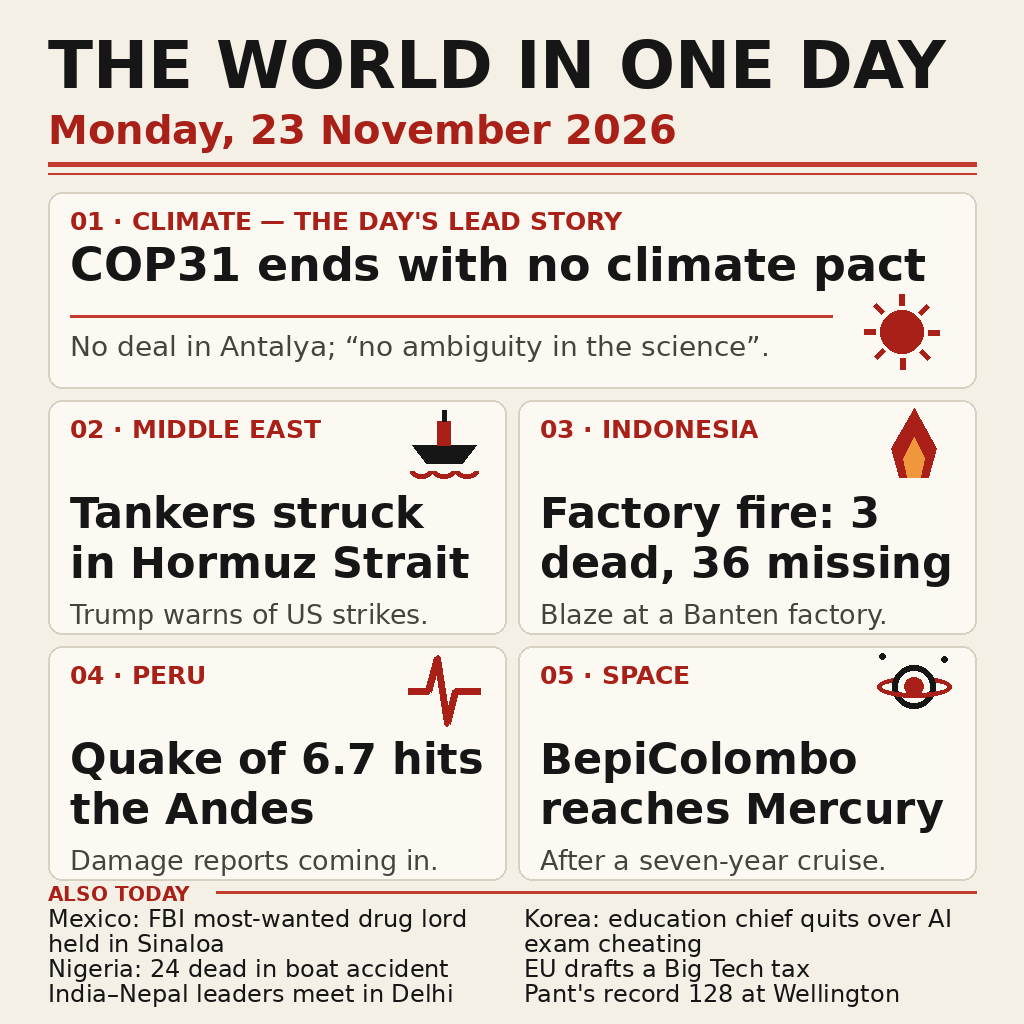 THE WORLD IN ONE DAY
Monday, 23 November 2026
01 · CLIMATE — THE DAY'S LEAD STORY
COP31 ends with no climate pact
No deal in Antalya; “no ambiguity in the science”.
02 · MIDDLE EAST
Tankers struck
in Hormuz Strait
Trump warns of US strikes.
03 · INDONESIA
Factory fire: 3
dead, 36 missing
Blaze at a Banten factory.
04 · PERU
Quake of 6.7 hits
the Andes
Damage reports coming in.
05 · SPACE
BepiColombo
reaches Mercury
After a seven-year cruise.
ALSO TODAY
Mexico: FBI most-wanted drug lord
held in Sinaloa
Nigeria: 24 dead in boat accident
India–Nepal leaders meet in Delhi
Korea: education chief quits over AI
exam cheating
EU drafts a Big Tech tax
Pant's record 128 at Wellington